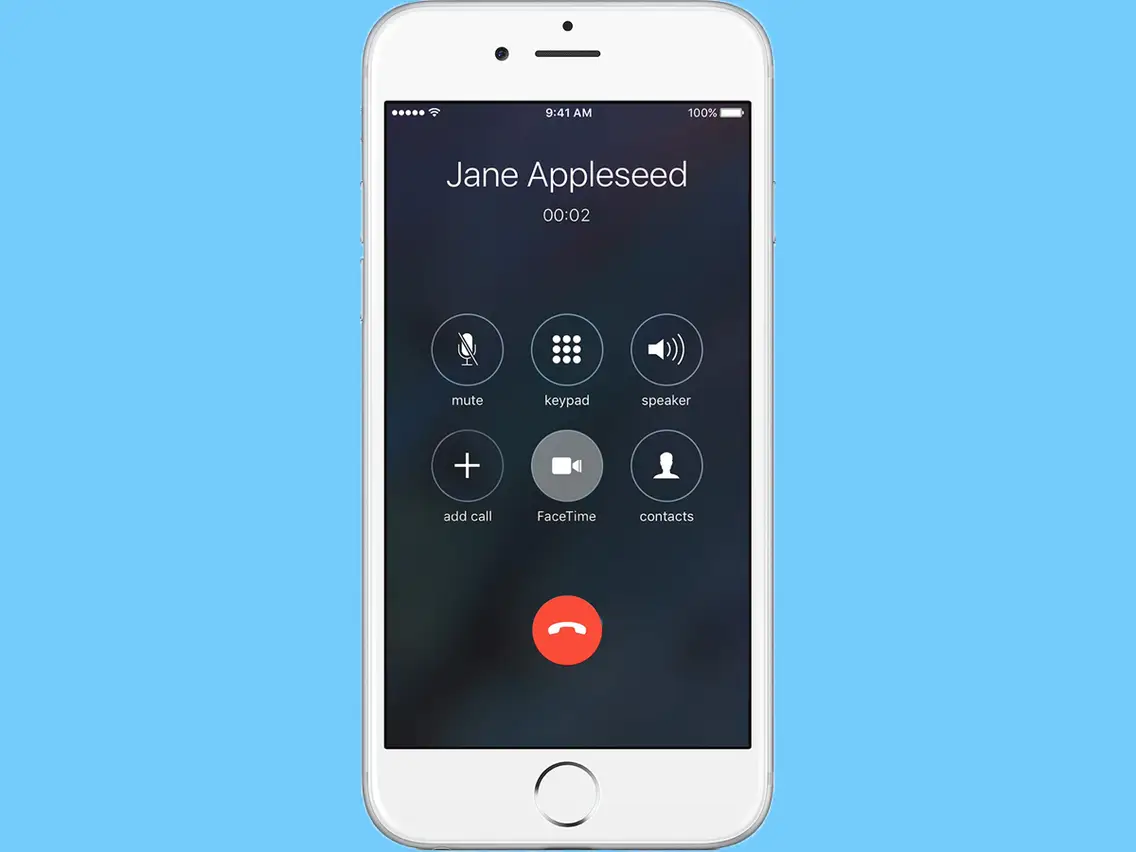 9:41 AM 100%
Jane Appleseed
00:02
mute keypad speaker
add call FaceTime contacts